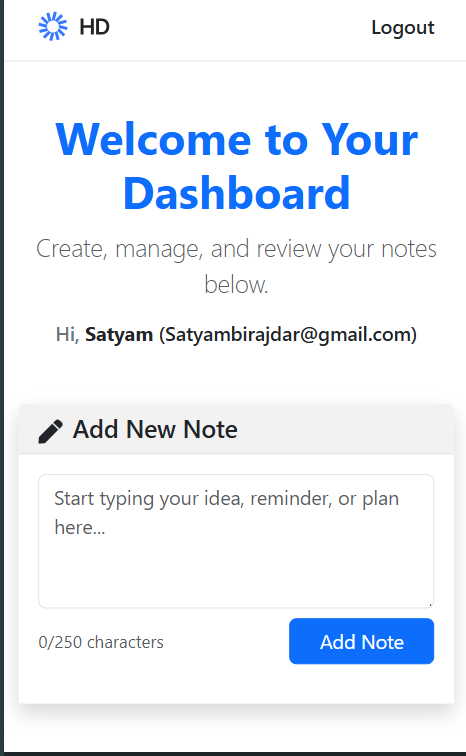 HD
Logout
Welcome to Your
Dashboard
Create, manage, and review your notes
below.
Hi, Satyam (Satyambirajdar@gmail.com)
Add New Note
Start typing your idea, reminder, or plan
here...
0/250 characters
Add Note